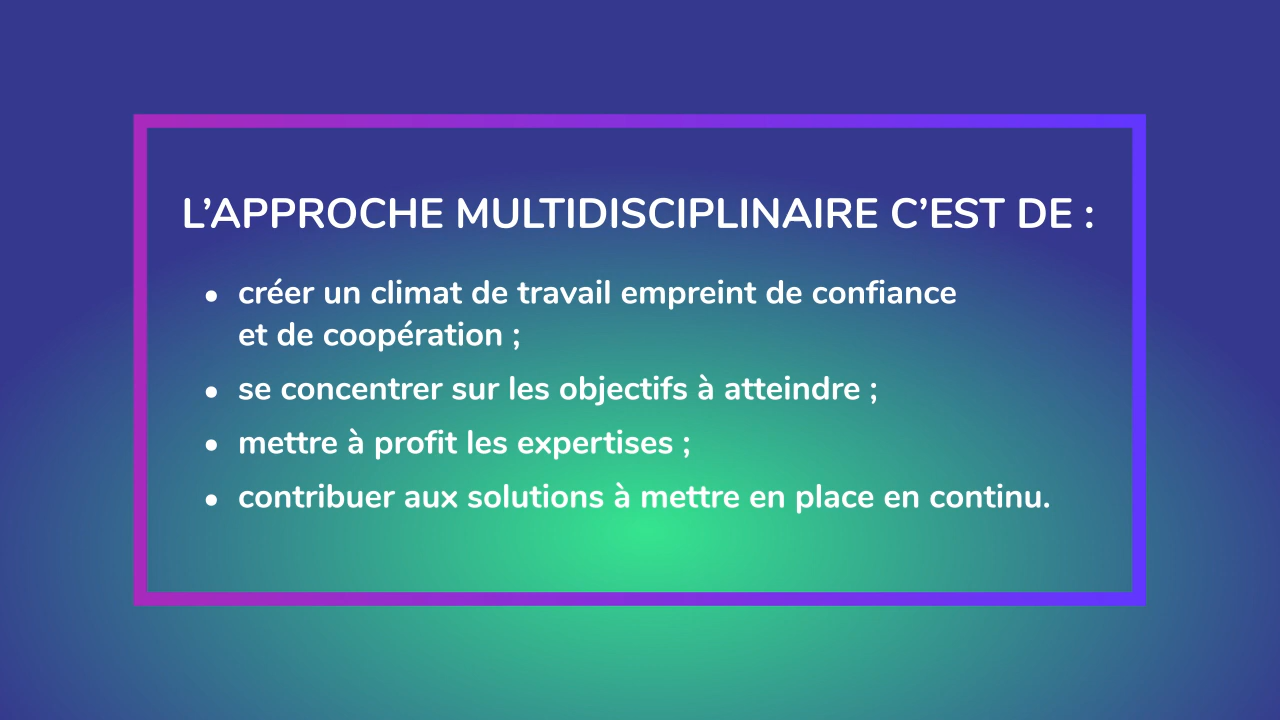 L’APPROCHE MULTIDISCIPLINAIRE C’EST DE :
• créer un climat de travail empreint de confiance
et de coopération ;
• se concentrer sur les objectifs à atteindre ;
• mettre à profit les expertises ;
• contribuer aux solutions à mettre en place en continu.